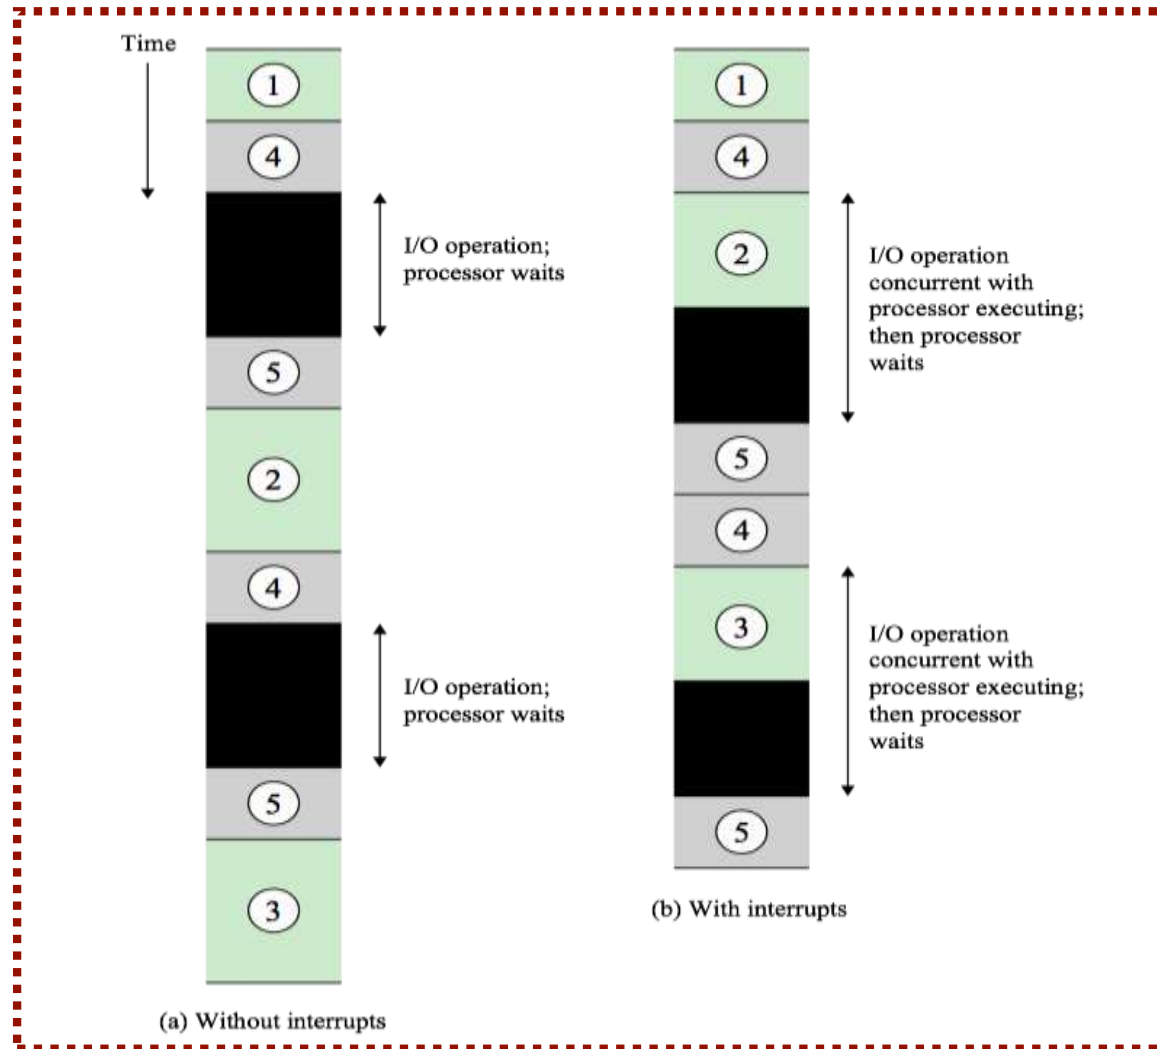 Time
1
4
I/O operation;
processor waits
5
2
4
I/O operation;
processor waits
5
3
(a) Without interrupts
1
4
2
I/O operation
concurrent with
processor executing;
then processor
waits
5
4
3
I/O operation
concurrent with
processor executing;
then processor
waits
5
(b) With interrupts